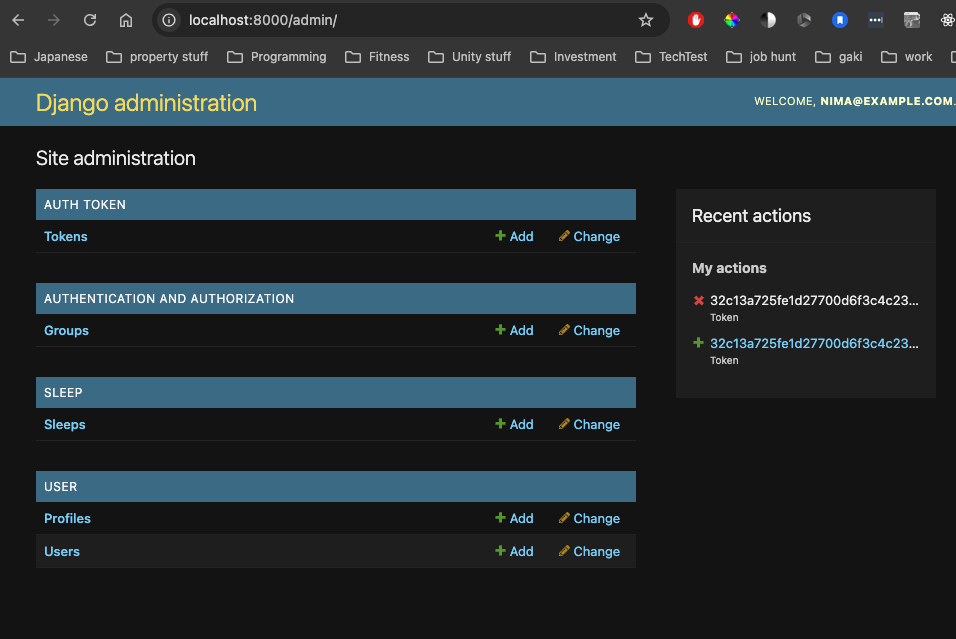 localhost:8000/admin/
Japanese property stuff Programming Fitness Unity stuff Investment TechTest job hunt gaki work
Django administration
WELCOME, NIMA@EXAMPLE.COM.
Site administration
AUTH TOKEN
Tokens Add Change
AUTHENTICATION AND AUTHORIZATION
Groups Add Change
SLEEP
Sleeps Add Change
USER
Profiles Add Change
Users Add Change
Recent actions
My actions
32c13a725fe1d27700d6f3c4c23...
Token
32c13a725fe1d27700d6f3c4c23...
Token